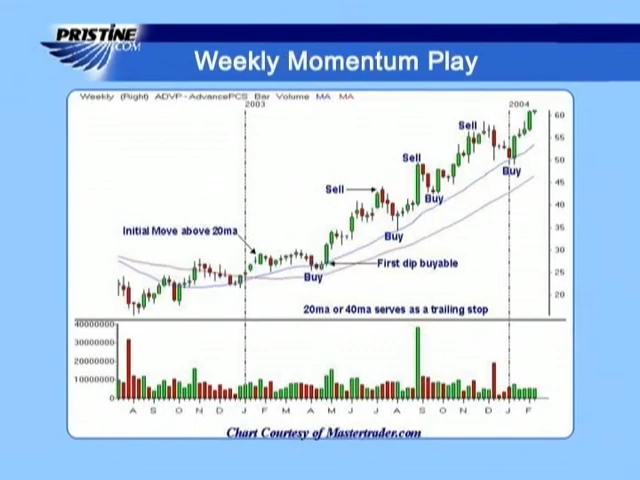 PRISTINE
.COM
Weekly Momentum Play
Weekly (Right) ADVP - AdvancePCS Bar Volume MA MA
2003
2004
60
55
50
45
40
35
30
25
20
Sell
Sell
Sell
Buy
Buy
Buy
Initial Move above 20ma
First dip buyable
Buy
20ma or 40ma serves as a trailing stop
40000000
30000000
20000000
10000000
0
A S O N D J F M A M J J A S O N D J F
Chart Courtesy of Mastertrader.com